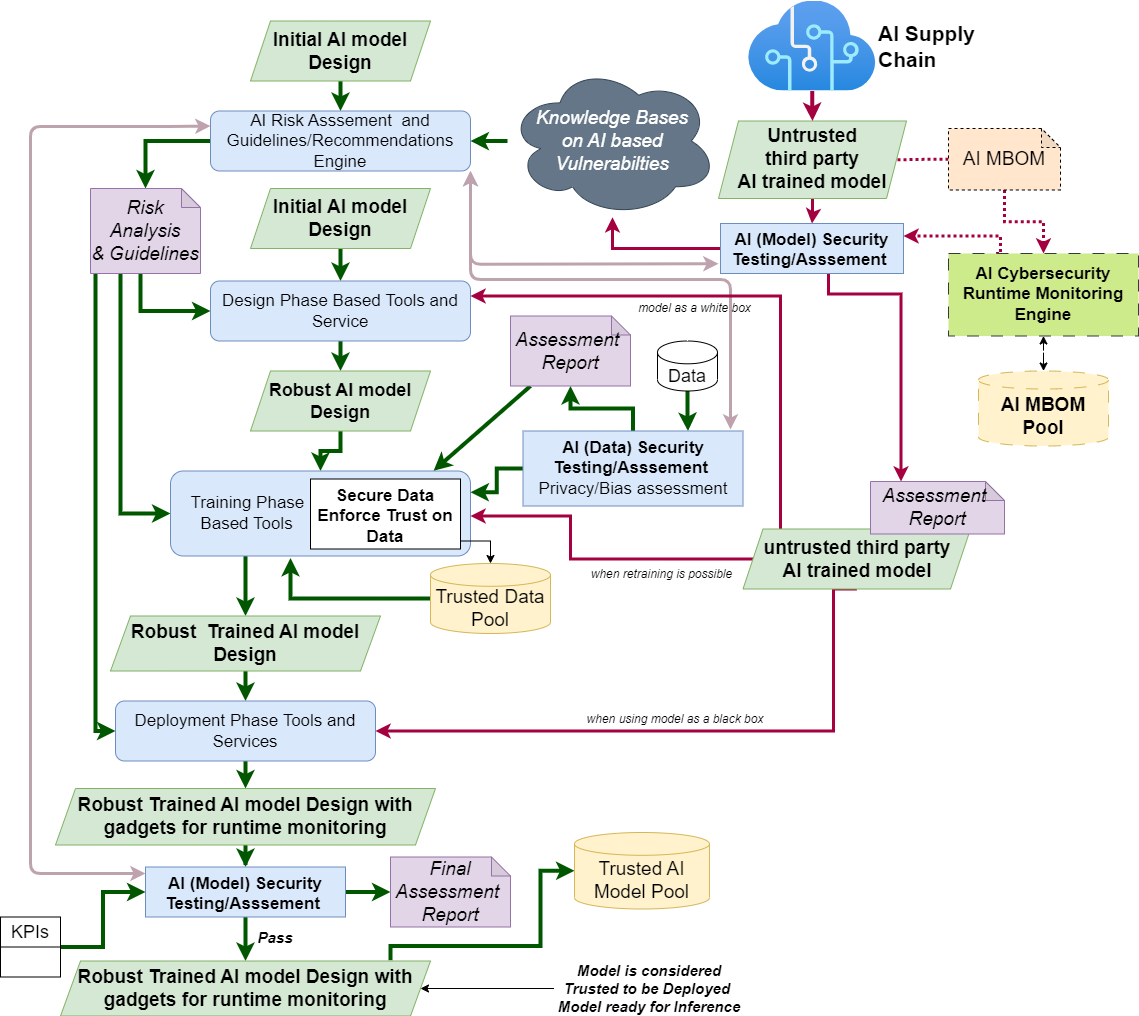 Initial AI model
Design
AI Supply
Chain
AI Risk Asssement  and
Guidelines/Recommendations
Engine
Knowledge Bases
on AI based
Vulnerabilties
Untrusted
third party
AI trained model
AI MBOM
Risk
Analysis
& Guidelines
Initial AI model
Design
AI (Model) Security
Testing/Asssement
AI Cybersecurity
Runtime Monitoring
Engine
Design Phase Based Tools and
Service
model as a white box
Assessment
Report
Data
AI MBOM
Pool
Robust AI model
Design
AI (Data) Security
Testing/Asssement
Privacy/Bias assessment
Training Phase
Based Tools
Secure Data
Enforce Trust on
Data
Assessment
Report
untrusted third party
AI trained model
when retraining is possible
Trusted Data
Pool
Robust  Trained AI model
Design
Deployment Phase Tools and
Services
when using model as a black box
Robust Trained AI model Design with
gadgets for runtime monitoring
AI (Model) Security
Testing/Asssement
Final
Assessment
Report
Trusted AI
Model Pool
KPIs
Pass
Robust Trained AI model Design with
gadgets for runtime monitoring
Model is considered
Trusted to be Deployed
Model ready for Inference